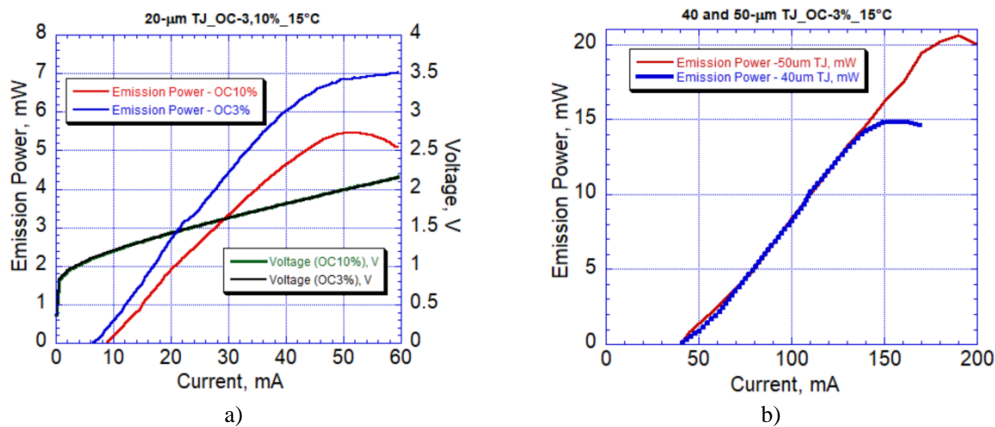 20-μm TJ_OC-3,10%_15°C
8
7
6
5
4
3
2
1
0
Emission Power, mW
Emission Power - OC10%
Emission Power - OC3%
Voltage (OC10%), V
Voltage (OC3%), V
4
3.5
3
2.5
2
1.5
1
0.5
0
Voltage, V
0 10 20 30 40 50 60
Current, mA
a)
40 and 50-μm TJ_OC-3%_15°C
20
15
10
5
0
Emission Power, mW
Emission Power -50um TJ, mW
Emission Power - 40um TJ, mW
0 50 100 150 200
Current, mA
b)